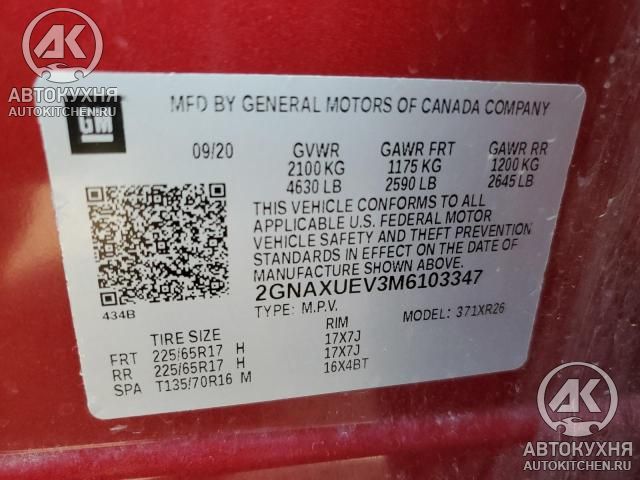 АВТОКУХНЯ
AUTOKITCHEN.RU
GM
MFD BY GENERAL MOTORS OF CANADA COMPANY
09/20 GVWR GAWR FRT GAWR RR
2100 KG 1175 KG 1200 KG
4630 LB 2590 LB 2645 LB
THIS VEHICLE CONFORMS TO ALL
APPLICABLE U.S. FEDERAL MOTOR
VEHICLE SAFETY AND THEFT PREVENTION
STANDARDS IN EFFECT ON THE DATE OF
MANUFACTURE SHOWN ABOVE.
2GNAXUEV3M6103347
434B TYPE: M.P.V. MODEL: 371XR26
TIRE SIZE RIM
FRT 225/65R17 H 17X7J
RR 225/65R17 H 17X7J
SPA T135/70R16 M 16X4BT
АК
АВТОКУХНЯ
AUTOKITCHEN.RU